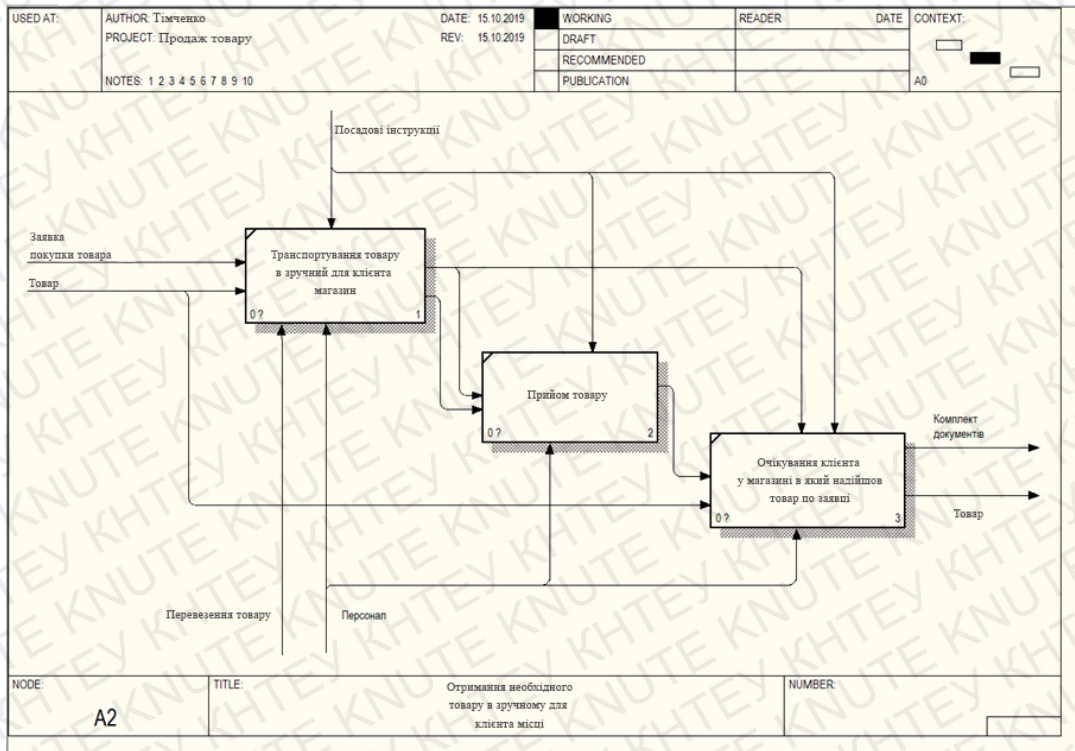 USED AT:
AUTHOR: Тімченко
DATE: 15.10.2019
WORKING
READER
DATE
CONTEXT:
PROJECT: Продаж товару
REV: 15.10.2019
DRAFT
RECOMMENDED
NOTES: 1 2 3 4 5 6 7 8 9 10
PUBLICATION
A0
Посадові інструкції
Заявка
покупки товара
Товар
Транспортування товару
в зручний для клієнта
магазин
0 ?
1
Прийом товару
0 ?
2
Очікування клієнта
у магазині в який надійшов
товар по заявці
0 ?
3
Комплект
документів
Товар
Перевезення товару
Персонал
NODE:
A2
TITLE:
Отримання необхідного
товару в зручному для
клієнта місці
NUMBER:
KNUTE КНТЕУ